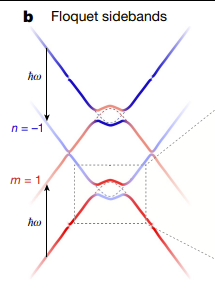 b Floquet sidebands
ħω
n = −1
m = 1
ħω